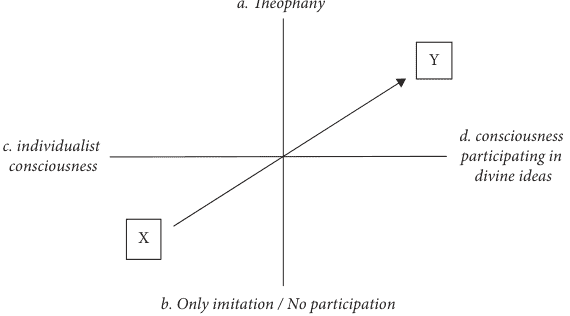 a. Theophany
Y
c. individualist
consciousness
d. consciousness
participating in
divine ideas
X
b. Only imitation / No participation